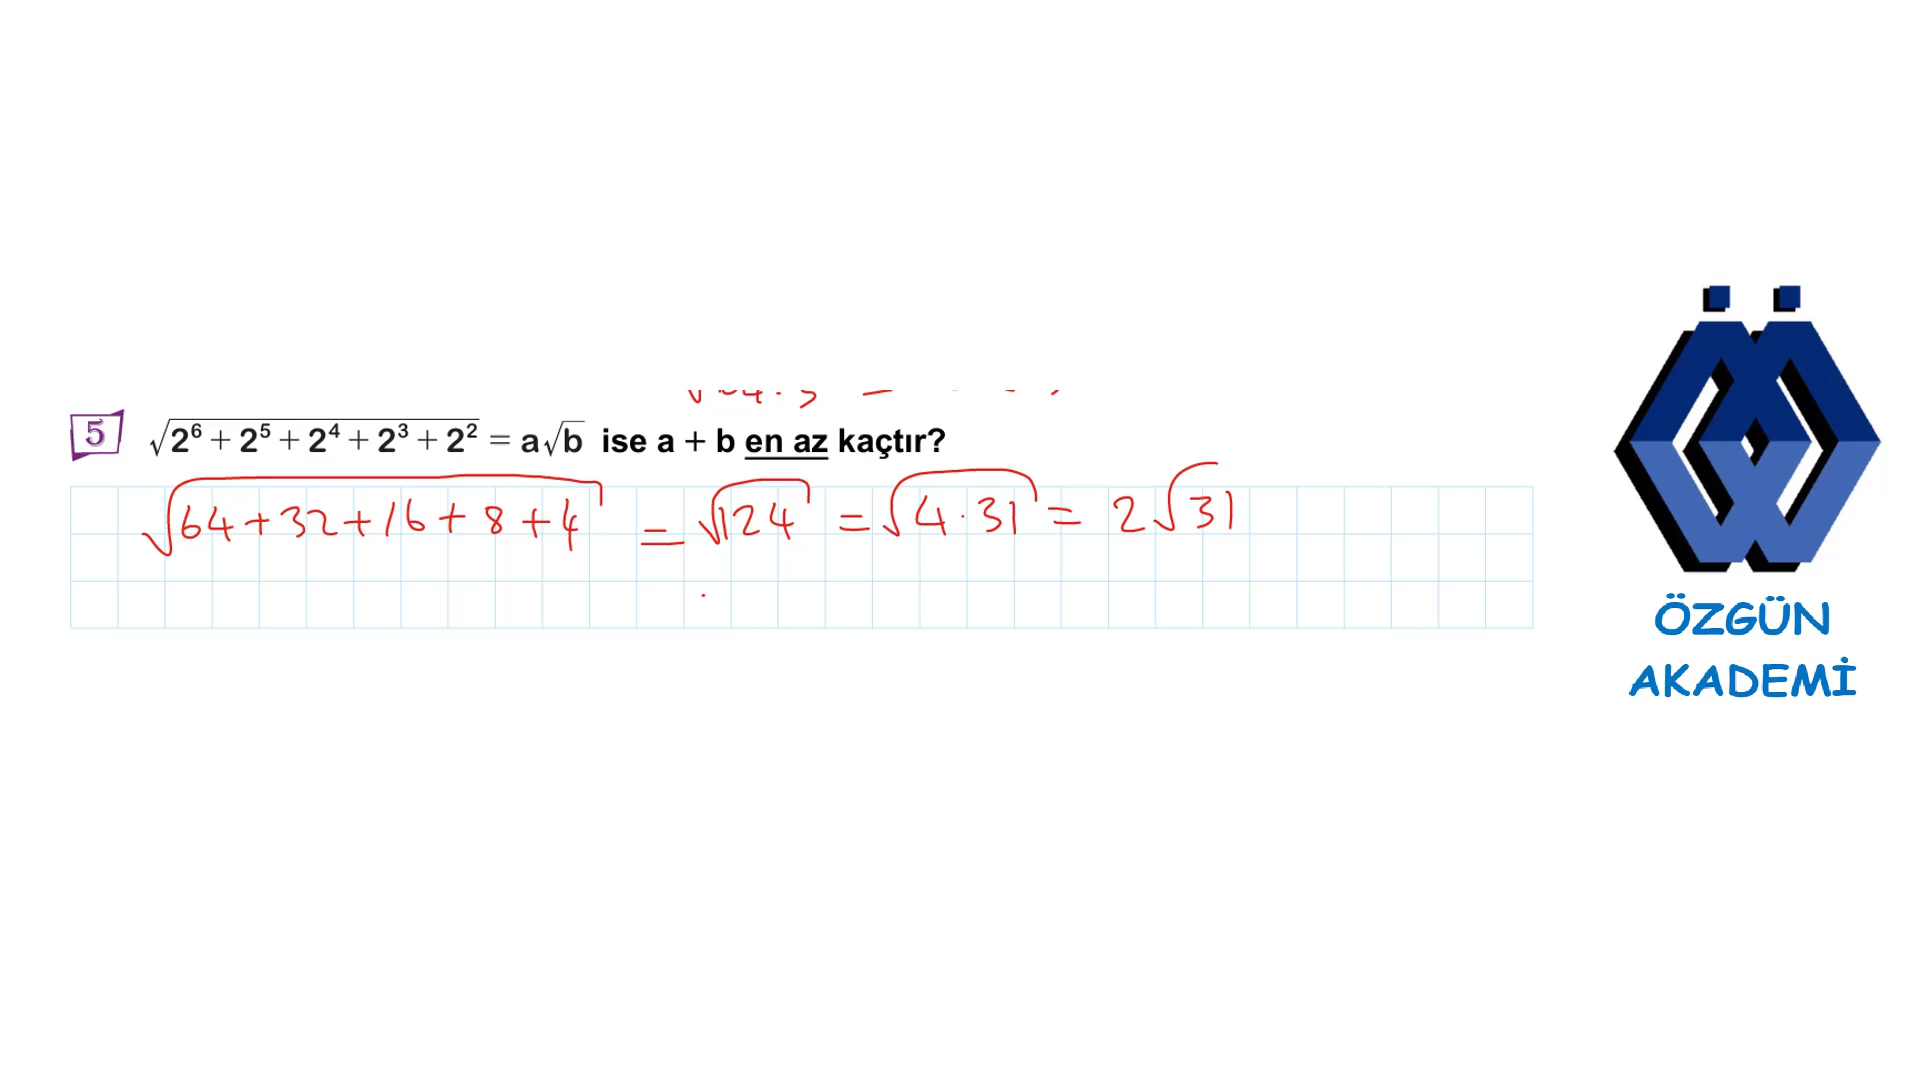 5 √(2⁶ + 2⁵ + 2⁴ + 2³ + 2²) = a√b ise a + b en az kaçtır?
√(64+32+16+8+4) = √124 = √(4·31) = 2√31
ÖZGÜN
AKADEMİ